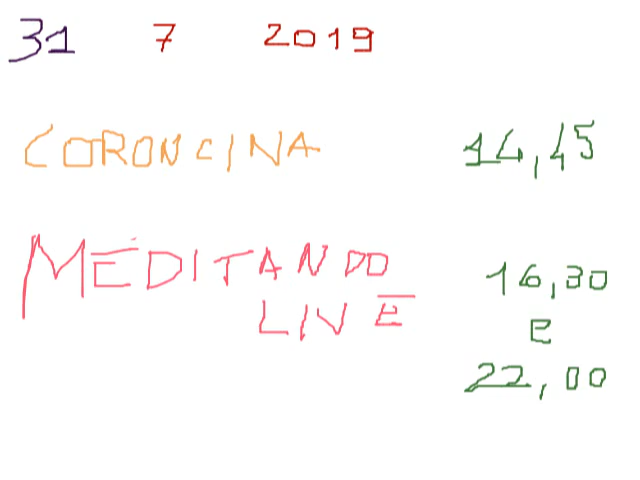 31 7 2019
CORONCINA 14,45
MEDITANDO 16,30
LIVE e
22,00